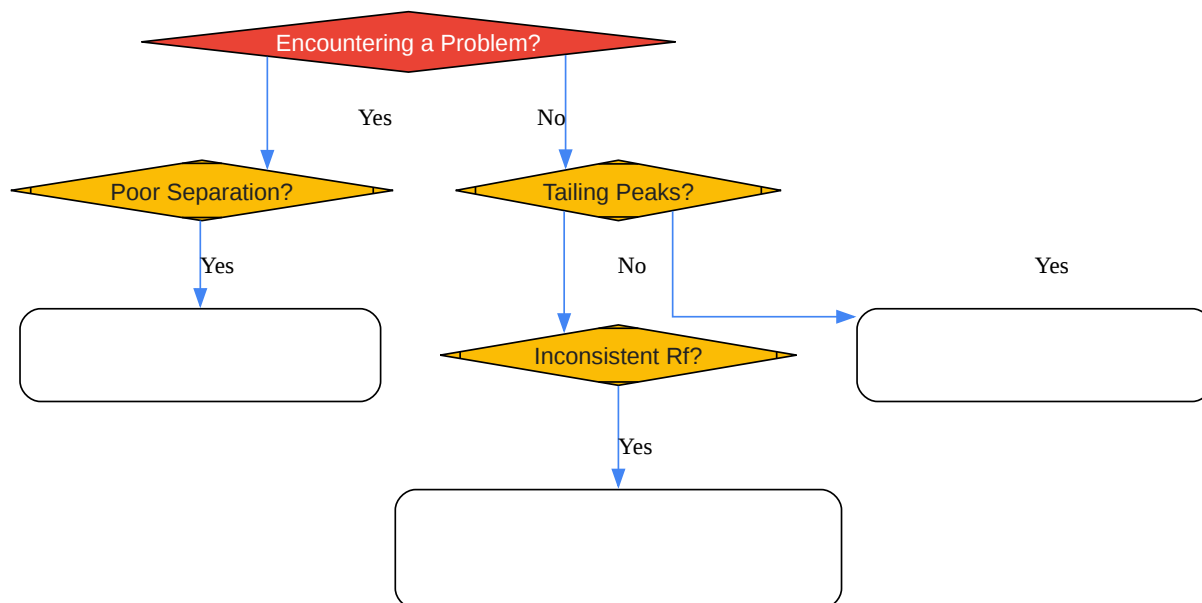 Encountering a Problem?
Yes
No
Poor Separation?
Tailing Peaks?
Yes
No
Yes
Inconsistent Rf?
Yes